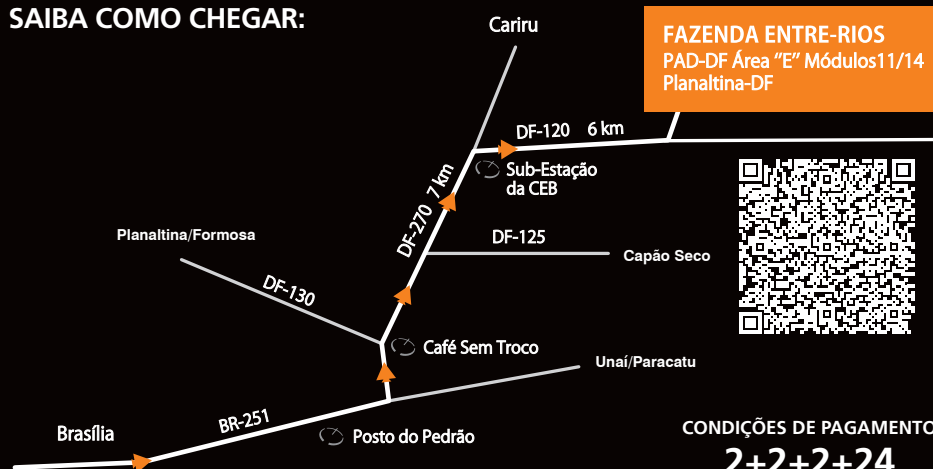 SAIBA COMO CHEGAR:
Cariru
FAZENDA ENTRE-RIOS
PAD-DF Área "E" Módulos11/14
Planaltina-DF
DF-120 6 km
Sub-Estação
da CEB
DF-270 7 km
Planaltina/Formosa
DF-125
Capão Seco
DF-130
Café Sem Troco
Unaí/Paracatu
BR-251
Brasília
Posto do Pedrão
CONDIÇÕES DE PAGAMENTO
2+2+2+24